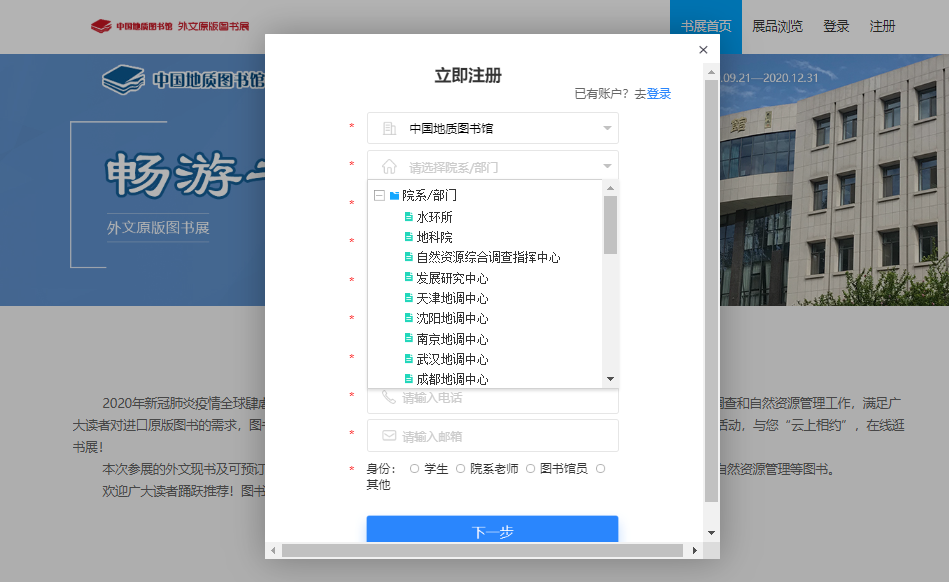 中国地质图书馆 外文原版图书展
书展首页 展品浏览 登录 注册
中国地质图书馆
.09.21—2020.12.31
畅游
外文原版图书展
×
立即注册
已有账户？去登录
* 中国地质图书馆
* 请选择院系/部门
院系/部门
水环所
地科院
自然资源综合调查指挥中心
发展研究中心
天津地调中心
沈阳地调中心
南京地调中心
武汉地调中心
成都地调中心
* 请输入电话
* 请输入邮箱
* 身份： 学生 院系老师 图书馆员
其他
下一步
2020年新冠肺炎疫情全球肆虐 查和自然资源管理工作，满足广
大读者对进口原版图书的需求，图书 活动，与您“云上相约”，在线逛
书展！
本次参展的外文现书及可预订 自然资源管理等图书。
欢迎广大读者踊跃推荐！图书